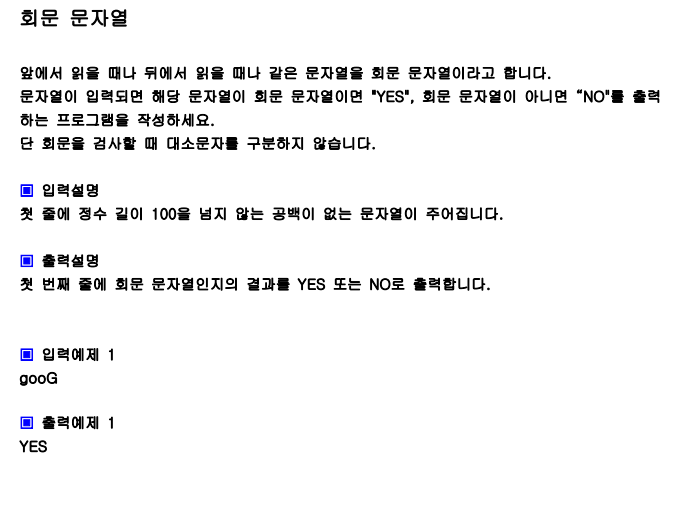 회문 문자열
앞에서 읽을 때나 뒤에서 읽을 때나 같은 문자열을 회문 문자열이라고 합니다.
문자열이 입력되면 해당 문자열이 회문 문자열이면 "YES", 회문 문자열이 아니면 “NO"를 출력
하는 프로그램을 작성하세요.
단 회문을 검사할 때 대소문자를 구분하지 않습니다.
▣ 입력설명
첫 줄에 정수 길이 100을 넘지 않는 공백이 없는 문자열이 주어집니다.
▣ 출력설명
첫 번째 줄에 회문 문자열인지의 결과를 YES 또는 NO로 출력합니다.
▣ 입력예제 1
gooG
▣ 출력예제 1
YES